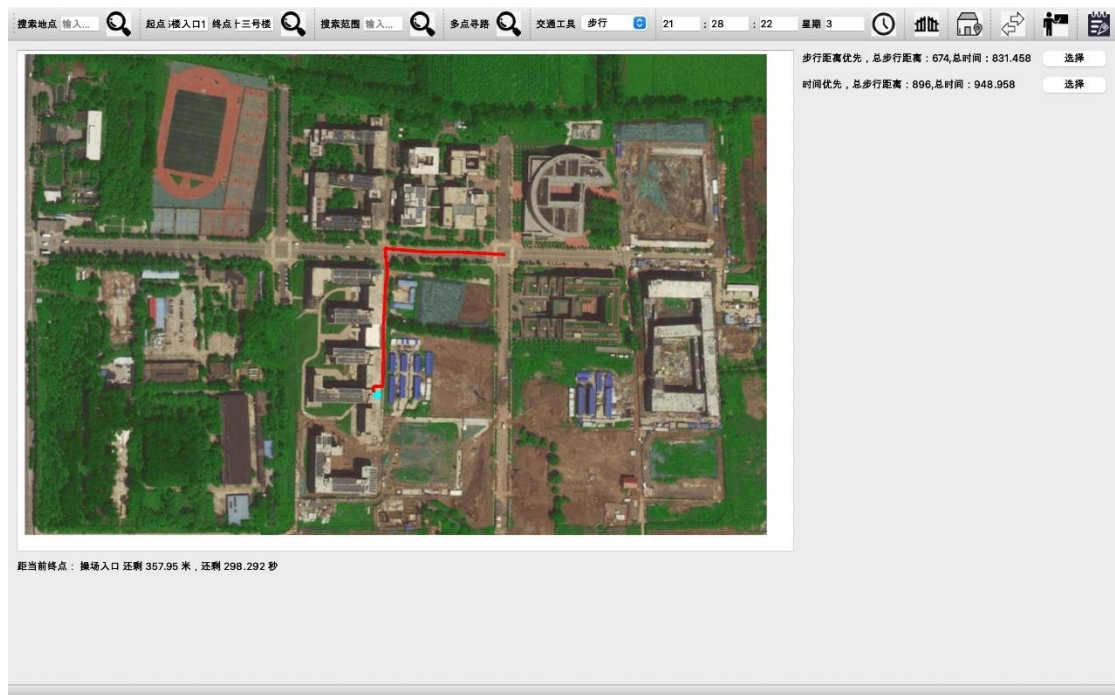 搜索地点 输入...
起点 楼入口1 终点 十三号楼
搜索范围 输入...
多点寻路
交通工具 步行
21 : 28 : 22
星期 3
步行距离优先，总步行距离：674,总时间：831.458 选择
时间优先，总步行距离：896,总时间：948.958 选择
距当前终点： 操场入口 还剩 357.95 米，还剩 298.292 秒